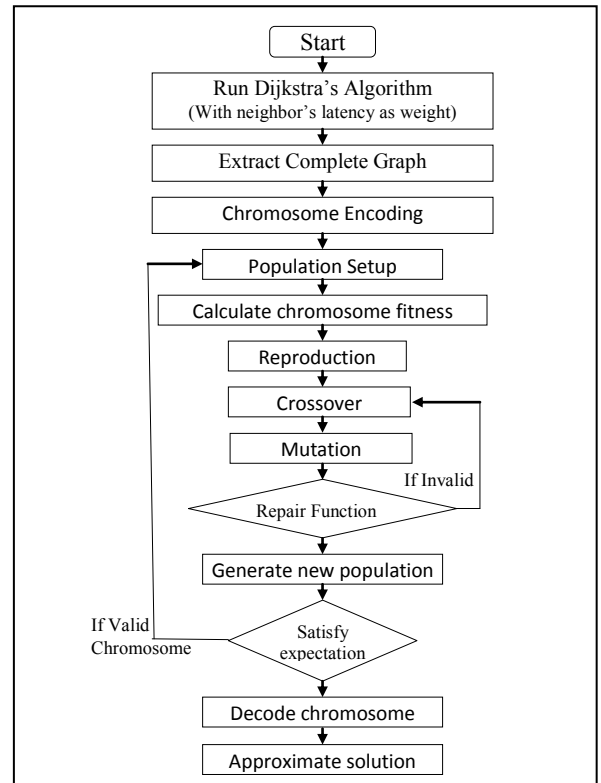 Start
Run Dijkstra's Algorithm
(With neighbor's latency as weight)
Extract Complete Graph
Chromosome Encoding
Population Setup
Calculate chromosome fitness
Reproduction
Crossover
Mutation
If Invalid
Repair Function
Generate new population
If Valid
Chromosome
Satisfy
expectation
Decode chromosome
Approximate solution